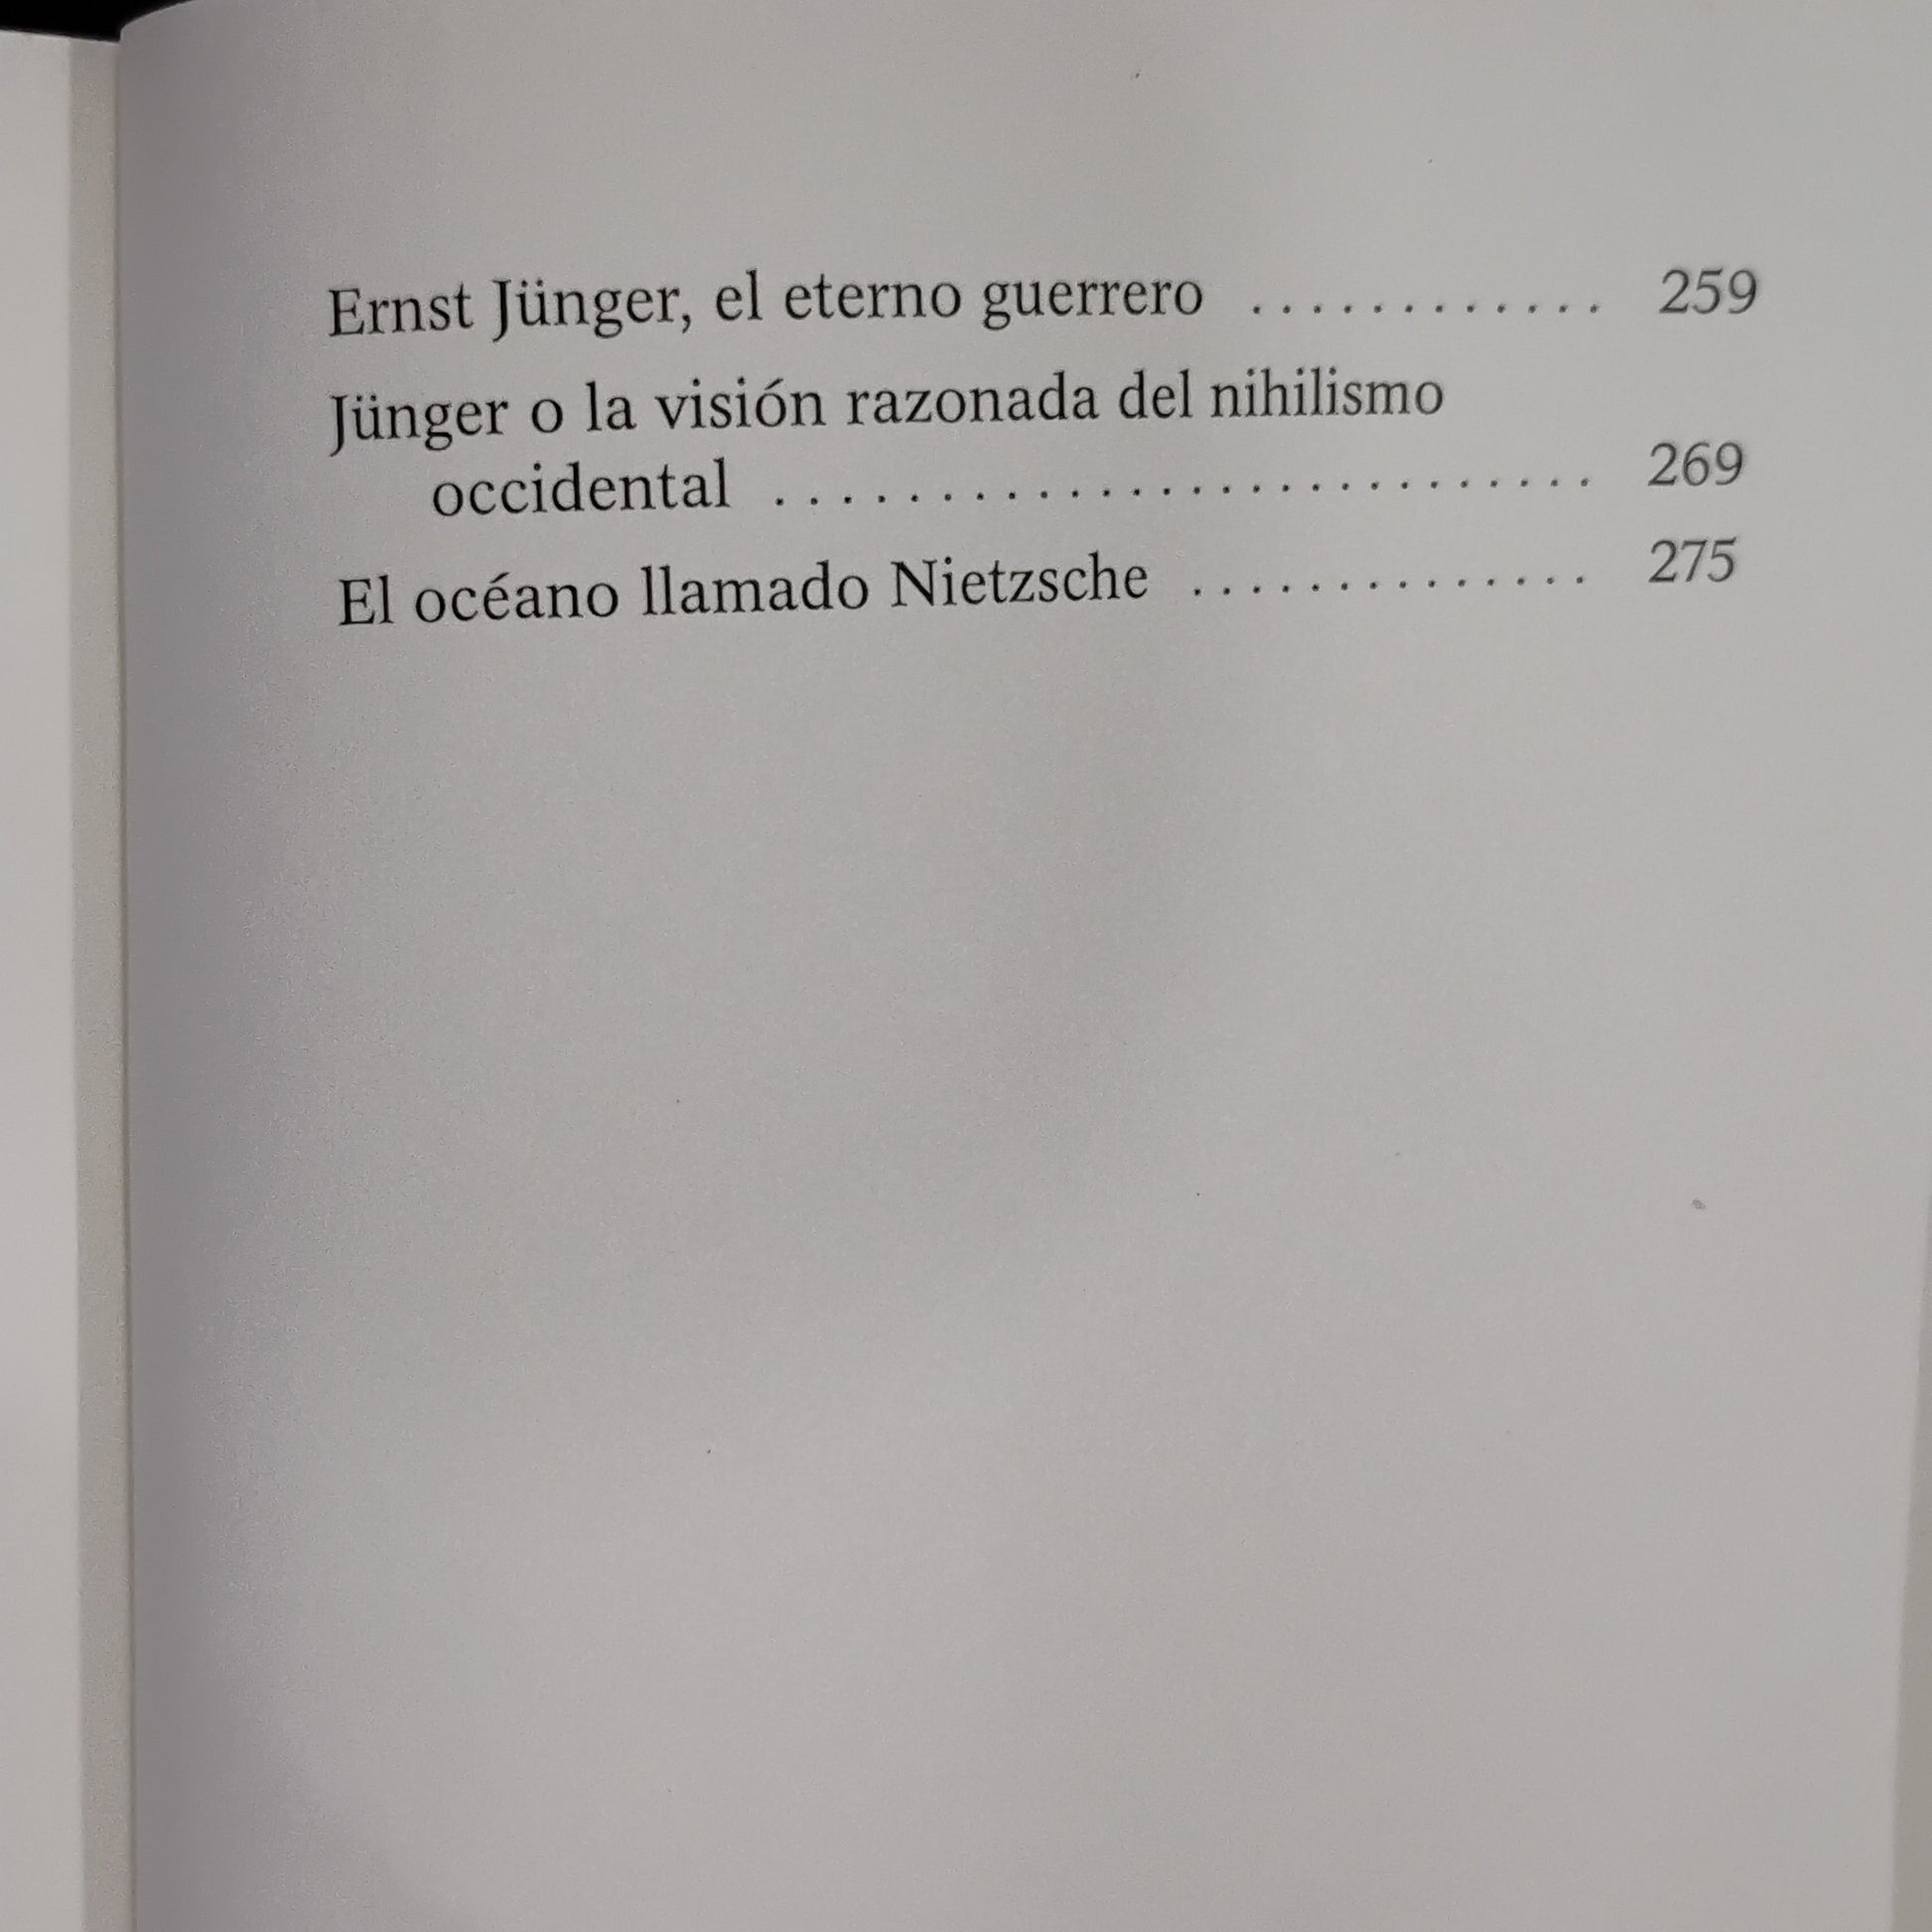 Ernst Jünger, el eterno guerrero . . . . . . . . . . . . 259
Jünger o la visión razonada del nihilismo
occidental . . . . . . . . . . . . . . . . . . . . . . . . . . . 269
El océano llamado Nietzsche . . . . . . . . . . . . . . 275